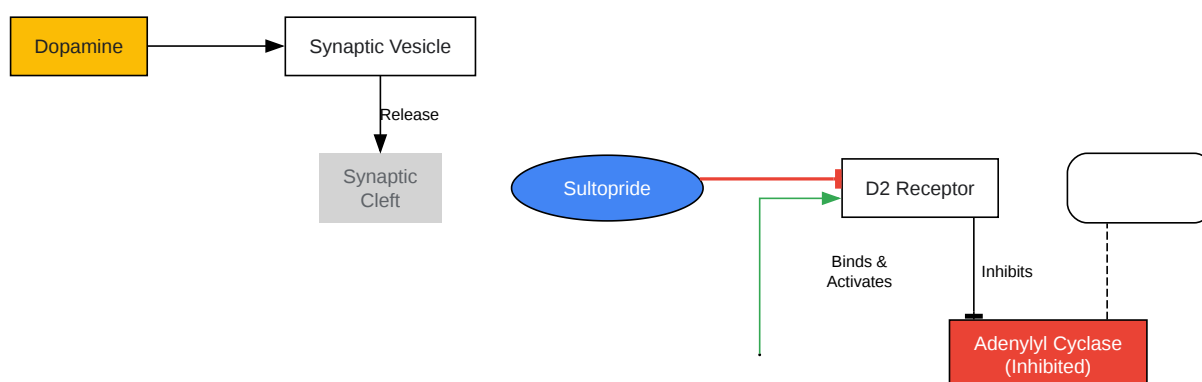 Dopamine
Synaptic Vesicle
Release
Synaptic
Cleft
Sultopride
D2 Receptor
Binds &
Activates
Inhibits
Adenylyl Cyclase
(Inhibited)